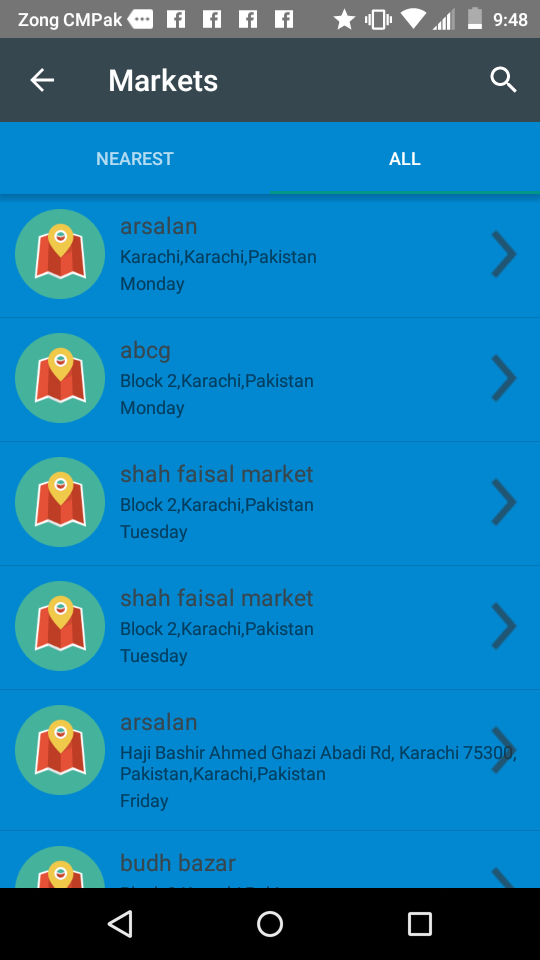 Zong CMPak 9:48
Markets
NEAREST ALL
arsalan
Karachi,Karachi,Pakistan
Monday
abcg
Block 2,Karachi,Pakistan
Monday
shah faisal market
Block 2,Karachi,Pakistan
Tuesday
shah faisal market
Block 2,Karachi,Pakistan
Tuesday
arsalan
Haji Bashir Ahmed Ghazi Abadi Rd, Karachi 75300,
Pakistan,Karachi,Pakistan
Friday
budh bazar